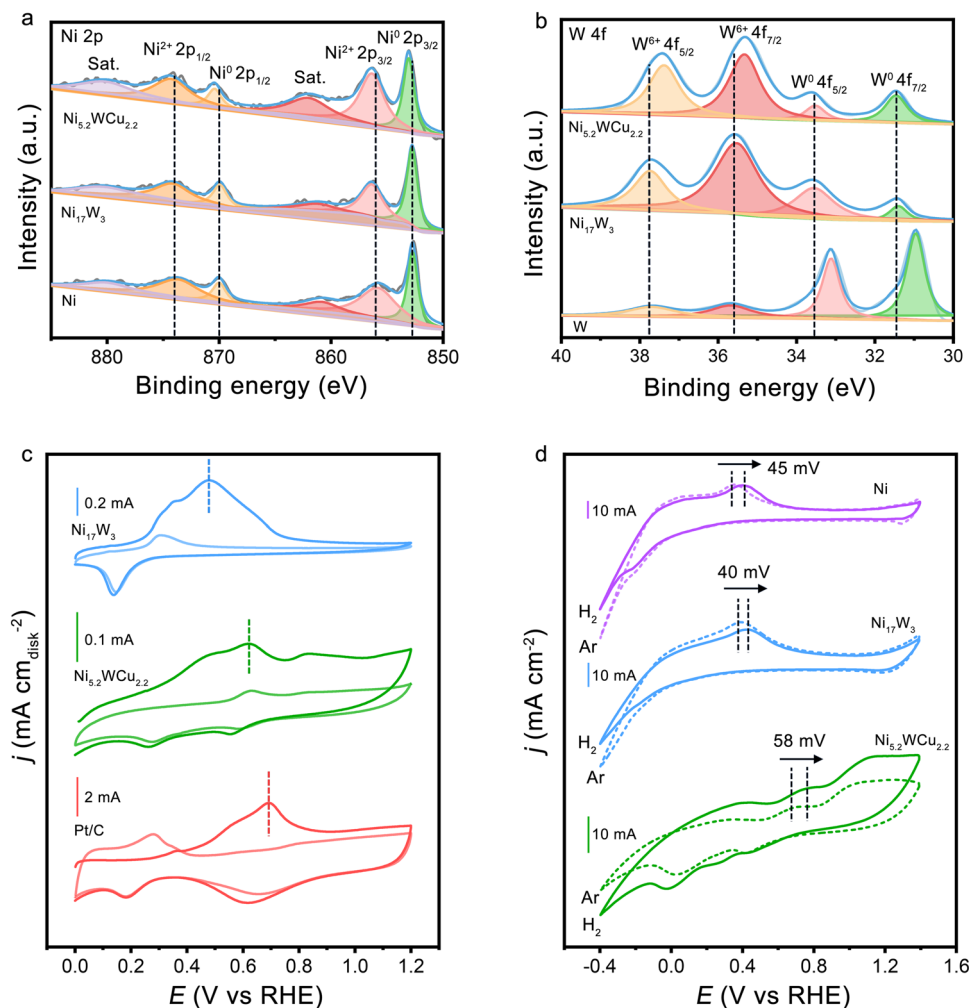 a
Ni 2p
Ni²⁺ 2p₁/₂
Ni⁰ 2p₁/₂
Sat.
Sat.
Ni²⁺ 2p₃/₂
Ni⁰ 2p₃/₂
Ni₅.₂WCu₂.₂
Ni₁₇W₃
Ni
Intensity (a.u.)
880 870 860 850
Binding energy (eV)
b
W 4f
W⁶⁺ 4f₅/₂
W⁶⁺ 4f₇/₂
W⁰ 4f₅/₂
W⁰ 4f₇/₂
Ni₅.₂WCu₂.₂
Ni₁₇W₃
W
Intensity (a.u.)
40 38 36 34 32 30
Binding energy (eV)
c
0.2 mA
Ni₁₇W₃
0.1 mA
Ni₅.₂WCu₂.₂
2 mA
Pt/C
j (mA cm_disk⁻²)
0.0 0.2 0.4 0.6 0.8 1.0 1.2
E (V vs RHE)
d
45 mV
Ni
10 mA
H₂
Ar
40 mV
Ni₁₇W₃
10 mA
H₂
Ar
58 mV
Ni₅.₂WCu₂.₂
10 mA
Ar
H₂
j (mA cm⁻²)
-0.4 0.0 0.4 0.8 1.2 1.6
E (V vs RHE)